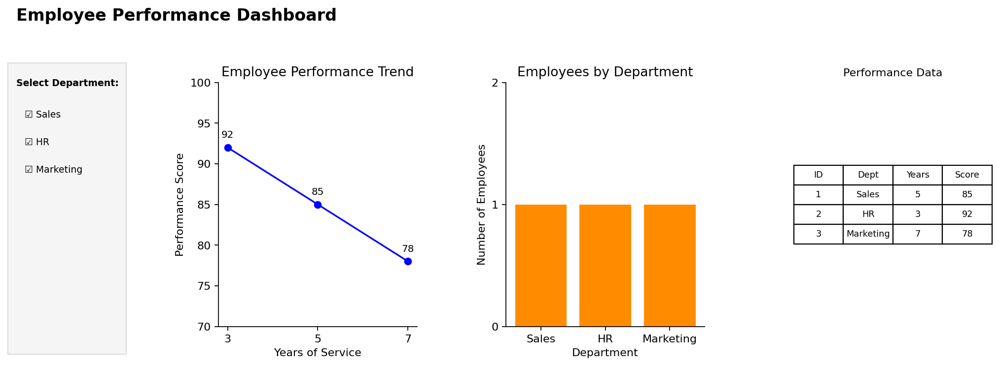 Employee Performance Dashboard
Select Department:
☑ Sales
☑ HR
☑ Marketing
Employee Performance Trend
100
95
90
85
80
75
70
Performance Score
92
85
78
3 5 7
Years of Service
Employees by Department
2
1
0
Number of Employees
Sales HR Marketing
Department
Performance Data
ID Dept Years Score
1 Sales 5 85
2 HR 3 92
3 Marketing 7 78